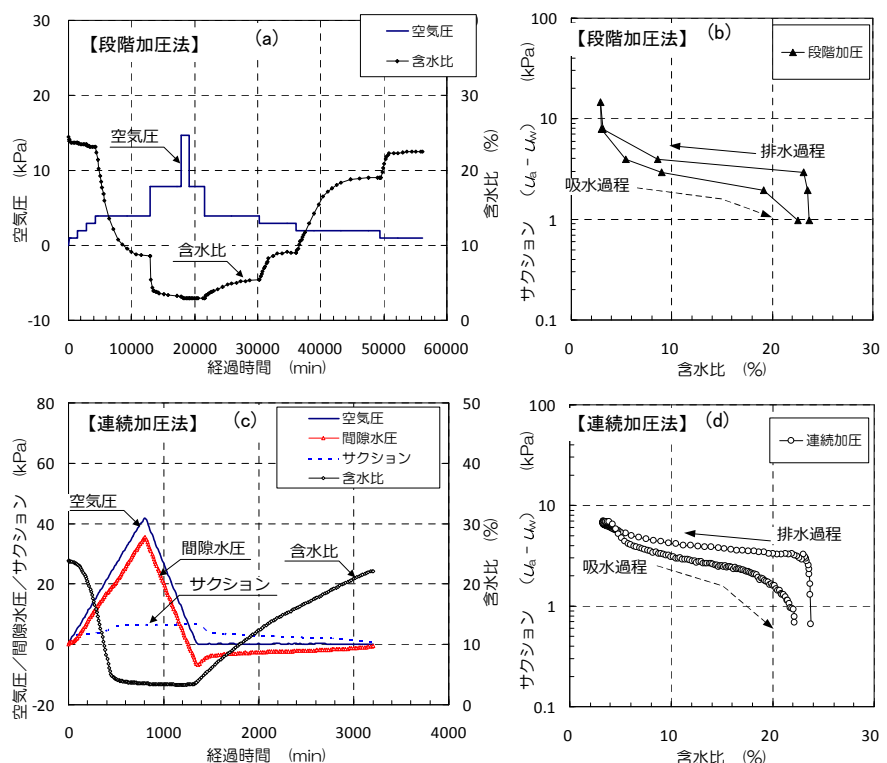 【段階加圧法】
(a)
空気圧
含水比
空気圧
含水比
30
20
10
0
-10
空気圧 (kPa)
30
20
10
0
含水比 (%)
0
10000
20000
30000
40000
50000
60000
経過時間 (min)
【段階加圧法】
(b)
段階加圧
排水過程
吸水過程
100
10
1
0.1
サクション (ua - uw) (kPa)
0
10
20
30
含水比 (%)
【連続加圧法】
(c)
空気圧
間隙水圧
サクション
含水比
空気圧
間隙水圧
サクション
含水比
80
60
40
20
0
-20
空気圧/間隙水圧/サクション (kPa)
50
40
30
20
10
0
含水比 (%)
0
1000
2000
3000
4000
経過時間 (min)
【連続加圧法】
(d)
連続加圧
排水過程
吸水過程
100
10
1
0.1
サクション (ua - uw) (kPa)
0
10
20
30
含水比 (%)